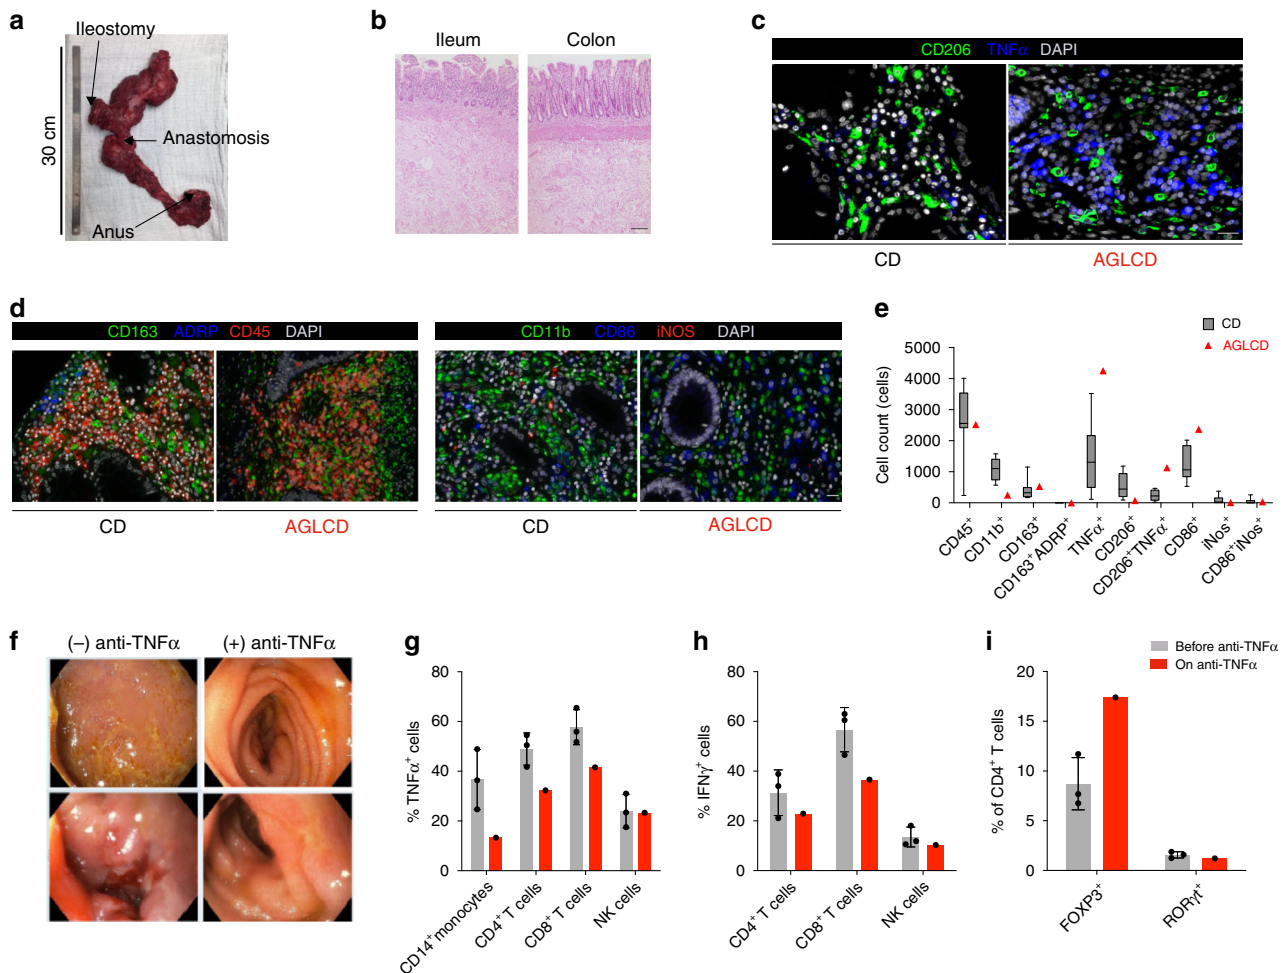 a
Ileostomy
30 cm
Anastomosis
Anus
b
Ileum
Colon
c
CD206 TNFα DAPI
CD
AGLCD
d
CD163 ADRP CD45 DAPI
CD
AGLCD
CD11b CD86 iNOS DAPI
CD
AGLCD
e
CD
AGLCD
Cell count (cells)
5000
4000
3000
2000
1000
0
CD45⁺
CD11b⁺
CD163⁺
CD163⁺ADRP⁺
TNFα⁺
CD206⁺
CD206⁺TNFα⁺
CD86⁺
iNos⁺
CD86⁺iNos⁺
f
(–) anti-TNFα
(+) anti-TNFα
g
% TNFα⁺ cells
80
60
40
20
0
CD14⁺ monocytes
CD4⁺ T cells
CD8⁺ T cells
NK cells
h
% IFNγ⁺ cells
80
60
40
20
0
CD4⁺ T cells
CD8⁺ T cells
NK cells
i
Before anti-TNFα
On anti-TNFα
% of CD4⁺ T cells
20
15
10
5
0
FOXP3⁺
RORγt⁺